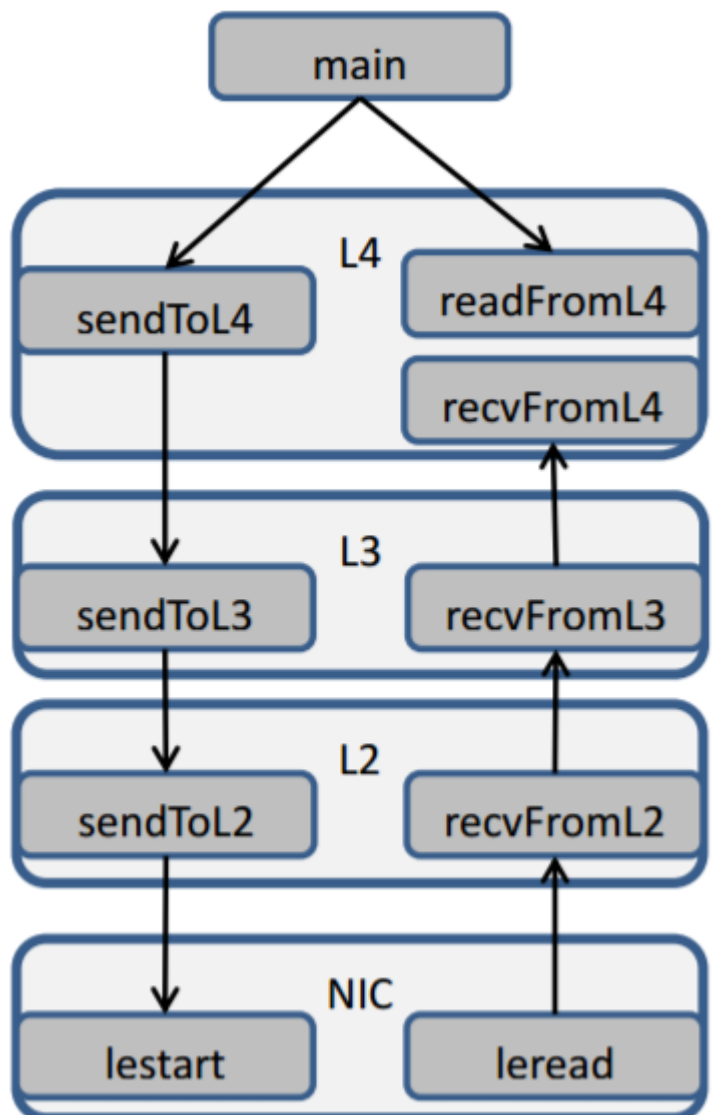 main
L4
sendToL4
readFromL4
recvFromL4
L3
sendToL3
recvFromL3
L2
sendToL2
recvFromL2
NIC
lestart
leread